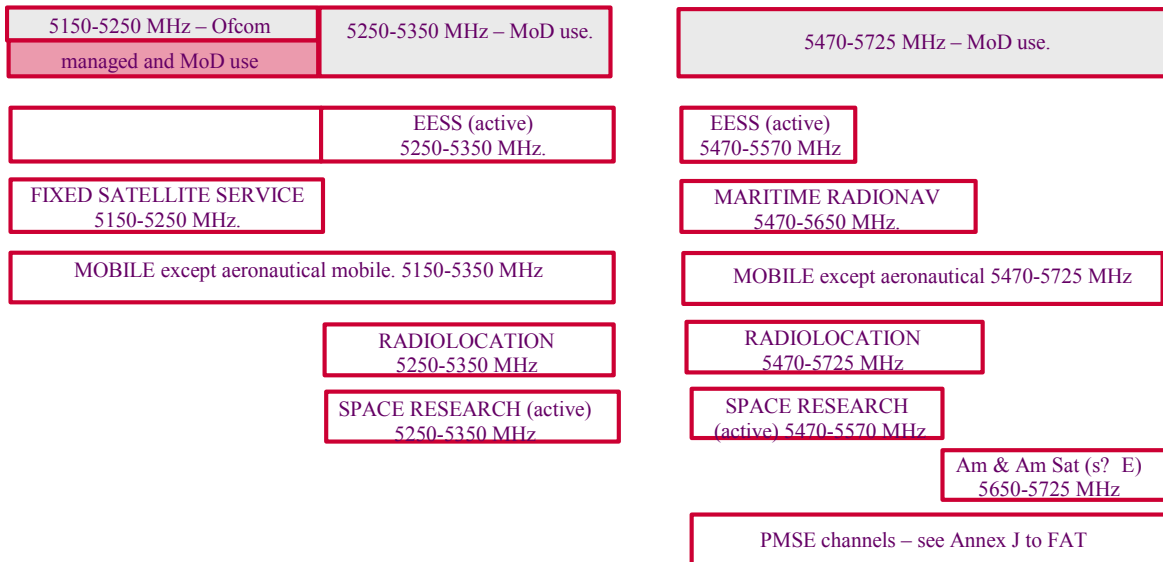 5150-5250 MHz – Ofcom
managed and MoD use
5250-5350 MHz – MoD use.
5470-5725 MHz – MoD use.
EESS (active)
5250-5350 MHz.
EESS (active)
5470-5570 MHz
FIXED SATELLITE SERVICE
5150-5250 MHz.
MARITIME RADIONAV
5470-5650 MHz.
MOBILE except aeronautical mobile. 5150-5350 MHz
MOBILE except aeronautical 5470-5725 MHz
RADIOLOCATION
5250-5350 MHz
RADIOLOCATION
5470-5725 MHz
SPACE RESEARCH (active)
5250-5350 MHz
SPACE RESEARCH
(active) 5470-5570 MHz
Am & Am Sat (s? E)
5650-5725 MHz
PMSE channels – see Annex J to FAT